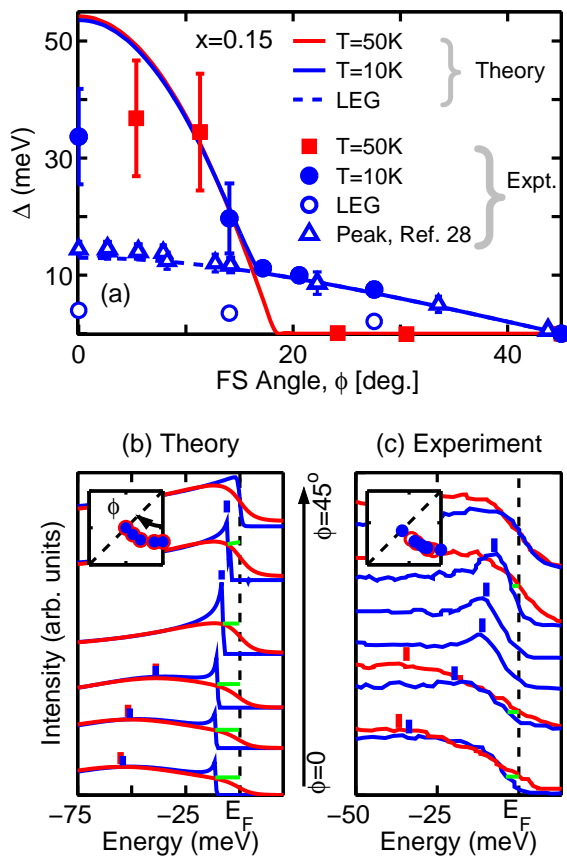 x=0.15
T=50K
T=10K
LEG
Theory
T=50K
T=10K
LEG
Peak, Ref. 28
Expt.
(a)
50
30
10
Δ (meV)
0
20
40
FS Angle, ϕ [deg.]
(b) Theory
(c) Experiment
ϕ
ϕ=45°
ϕ=0
Intensity (arb. units)
−75
−25
E_F
−50
−25
E_F
Energy (meV)
Energy (meV)